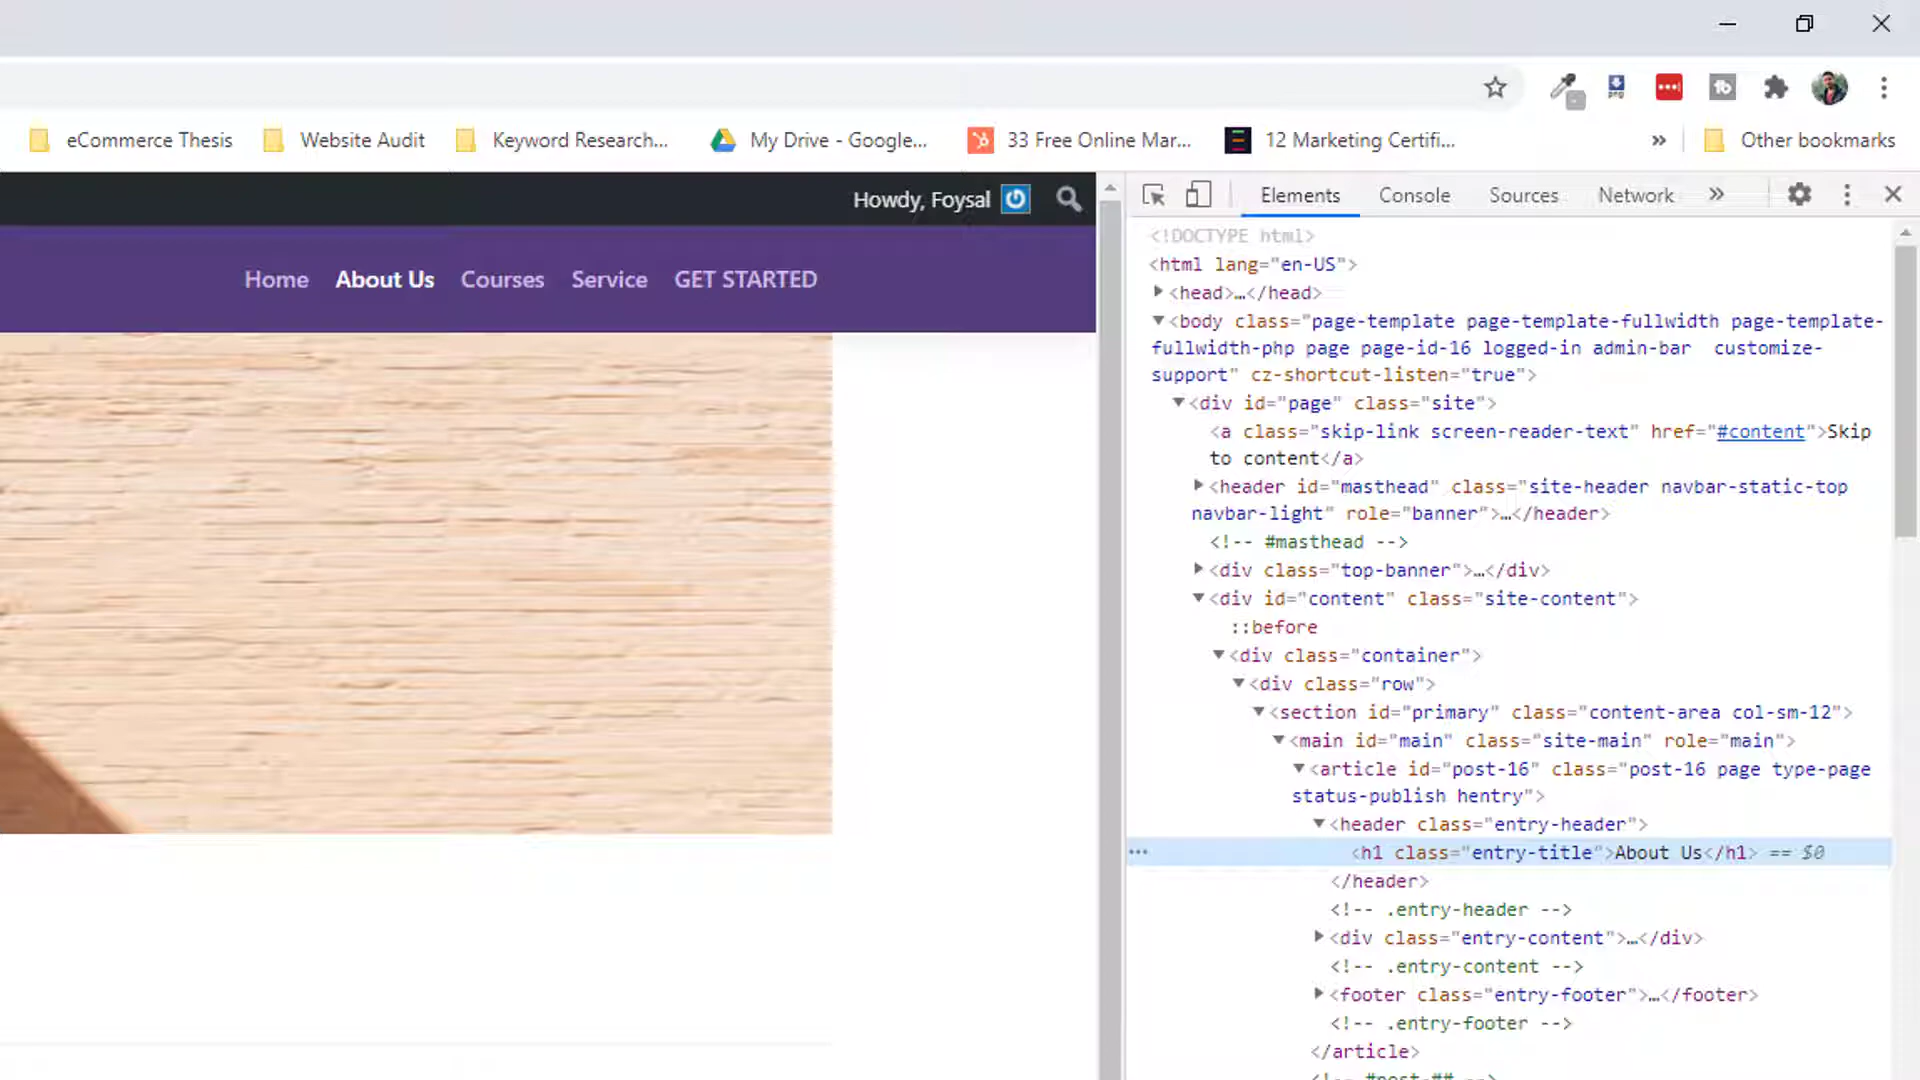 eCommerce Thesis Website Audit Keyword Research... My Drive - Google... 33 Free Online Mar... 12 Marketing Certifi... » Other bookmarks
Howdy, Foysal
Home About Us Courses Service GET STARTED
Elements Console Sources Network »
<!DOCTYPE html>
<html lang="en-US">
<head>…</head>
<body class="page-template page-template-fullwidth page-template-
fullwidth-php page page-id-16 logged-in admin-bar  customize-
support" cz-shortcut-listen="true">
<div id="page" class="site">
<a class="skip-link screen-reader-text" href="#content">Skip
to content</a>
<header id="masthead" class="site-header navbar-static-top
navbar-light" role="banner">…</header>
<!-- #masthead -->
<div class="top-banner">…</div>
<div id="content" class="site-content">
::before
<div class="container">
<div class="row">
<section id="primary" class="content-area col-sm-12">
<main id="main" class="site-main" role="main">
<article id="post-16" class="post-16 page type-page
status-publish hentry">
<header class="entry-header">
<h1 class="entry-title">About Us</h1> == $0
</header>
<!-- .entry-header -->
<div class="entry-content">…</div>
<!-- .entry-content -->
<footer class="entry-footer">…</footer>
<!-- .entry-footer -->
</article>